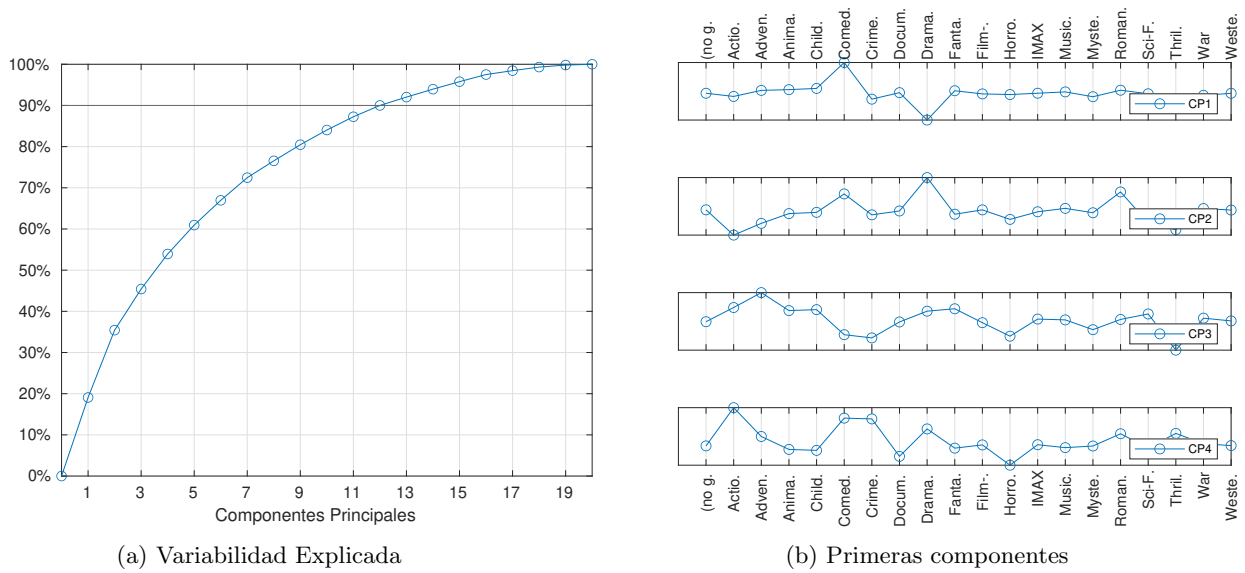 100%
90%
80%
70%
60%
50%
40%
30%
20%
10%
0%
1 3 5 7 9 11 13 15 17 19
Componentes Principales
(a) Variabilidad Explicada
(no g. Actio. Adven. Anima. Child. Comed. Crime. Docum. Drama. Fanta. Film-. Horro. IMAX Music. Myste. Roman. Sci-F. Thril. War Weste.
CP1
CP2
CP3
CP4
(no g. Actio. Adven. Anima. Child. Comed. Crime. Docum. Drama. Fanta. Film-. Horro. IMAX Music. Myste. Roman. Sci-F. Thril. War Weste.
(b) Primeras componentes